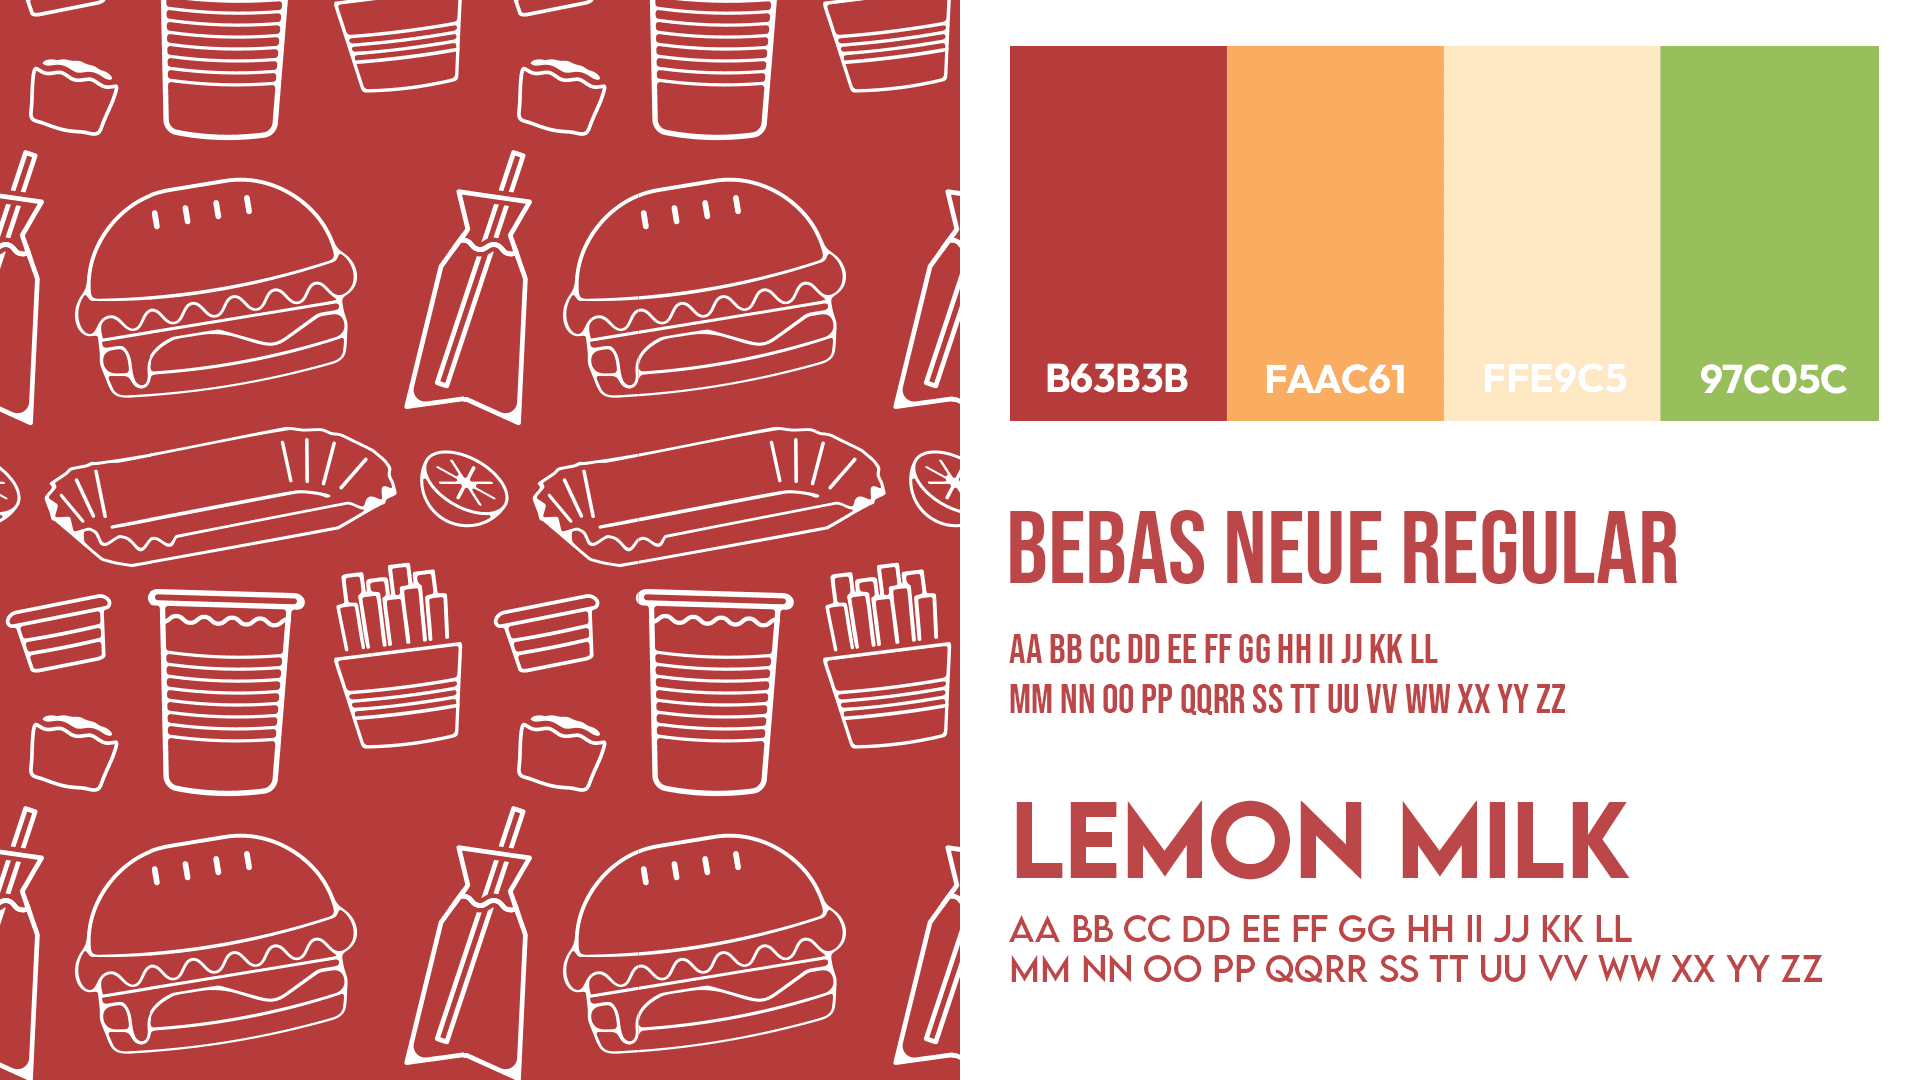 B63B3B FAAC61 FFE9C5 97C05C
BEBAS NEUE REGULAR
AA BB CC DD EE FF GG HH II JJ KK LL
MM NN OO PP QQRR SS TT UU VV WW XX YY ZZ
LEMON MILK
AA BB CC DD EE FF GG HH II JJ KK LL
MM NN OO PP QQRR SS TT UU VV WW XX YY ZZ